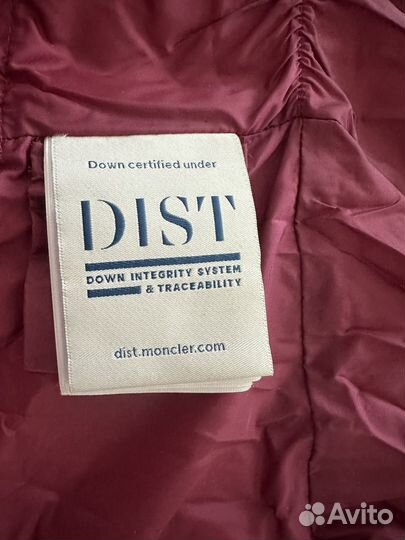 Down certified under
DIST
DOWN INTEGRITY SYSTEM
& TRACEABILITY
dist.moncler.com
Avito